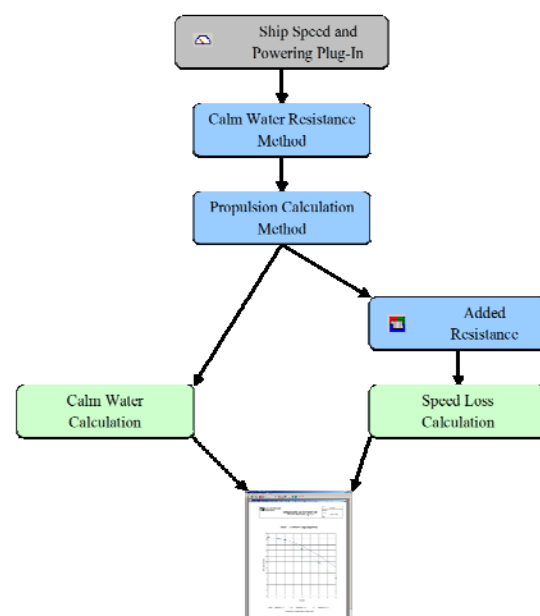 Ship Speed and
Powering Plug-In
Calm Water Resistance
Method
Propulsion Calculation
Method
Added
Resistance
Calm Water
Calculation
Speed Loss
Calculation